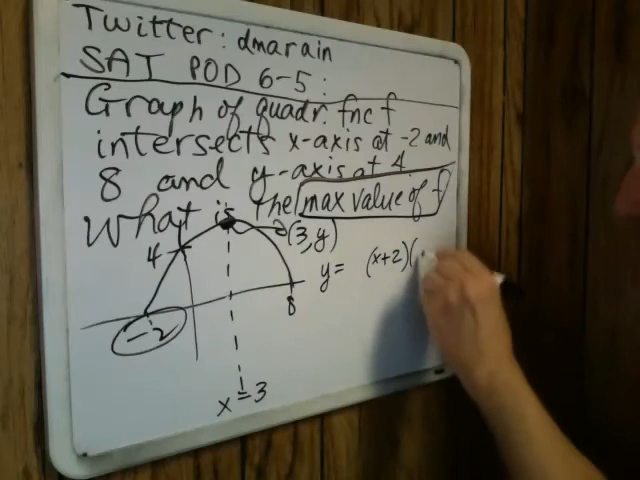 Twitter: dmarain
SAT POD 6-5:
Graph of quadr. fnc f
intersects x-axis at -2 and
8 and y-axis at 4
What is the max value of f
4
(3,y)
y= (x+2)(
-2
8
x=3